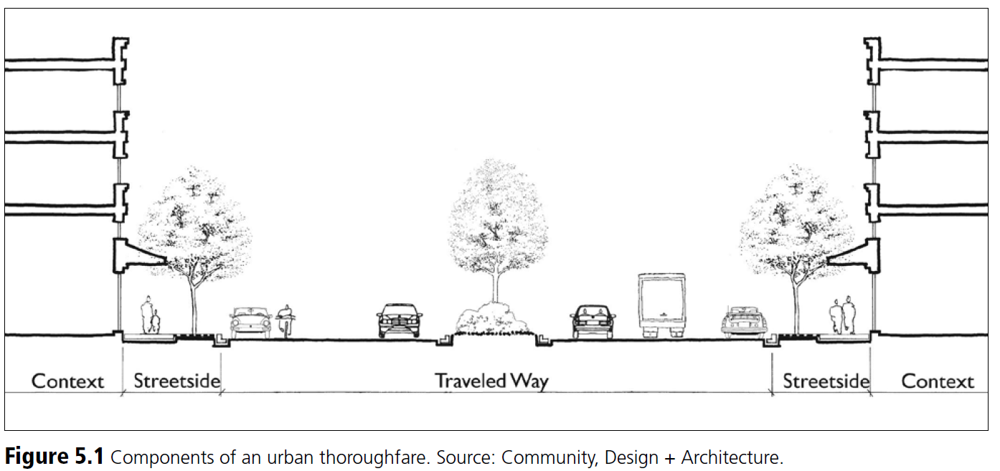 Context Streetside Traveled Way Streetside Context
Figure 5.1 Components of an urban thoroughfare. Source: Community, Design + Architecture.